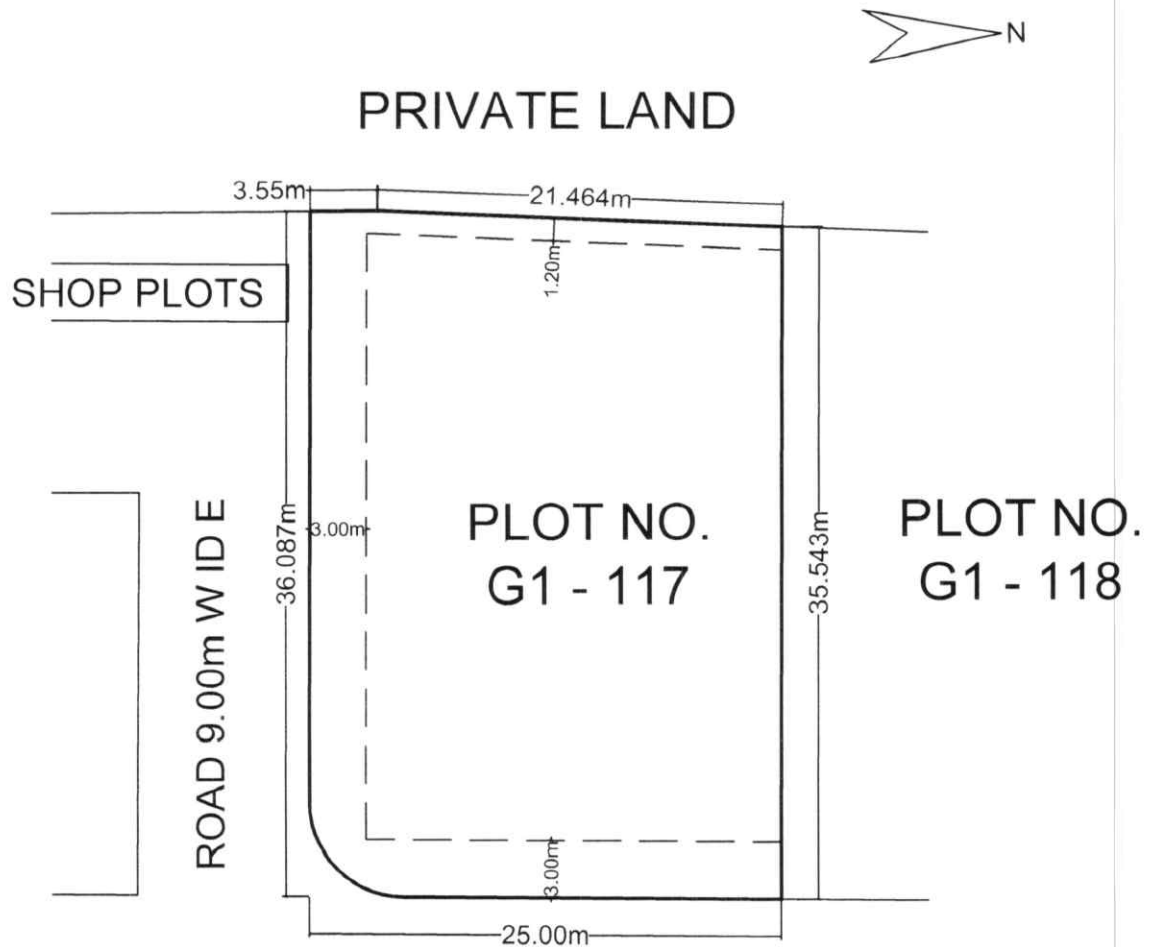 N
PRIVATE LAND
3.55m
21.464m
1.20m
SHOP PLOTS
36.087m
3.00m
PLOT NO.
G1 - 117
35.543m
PLOT NO.
G1 - 118
ROAD 9.00m WIDE
3.00m
25.00m